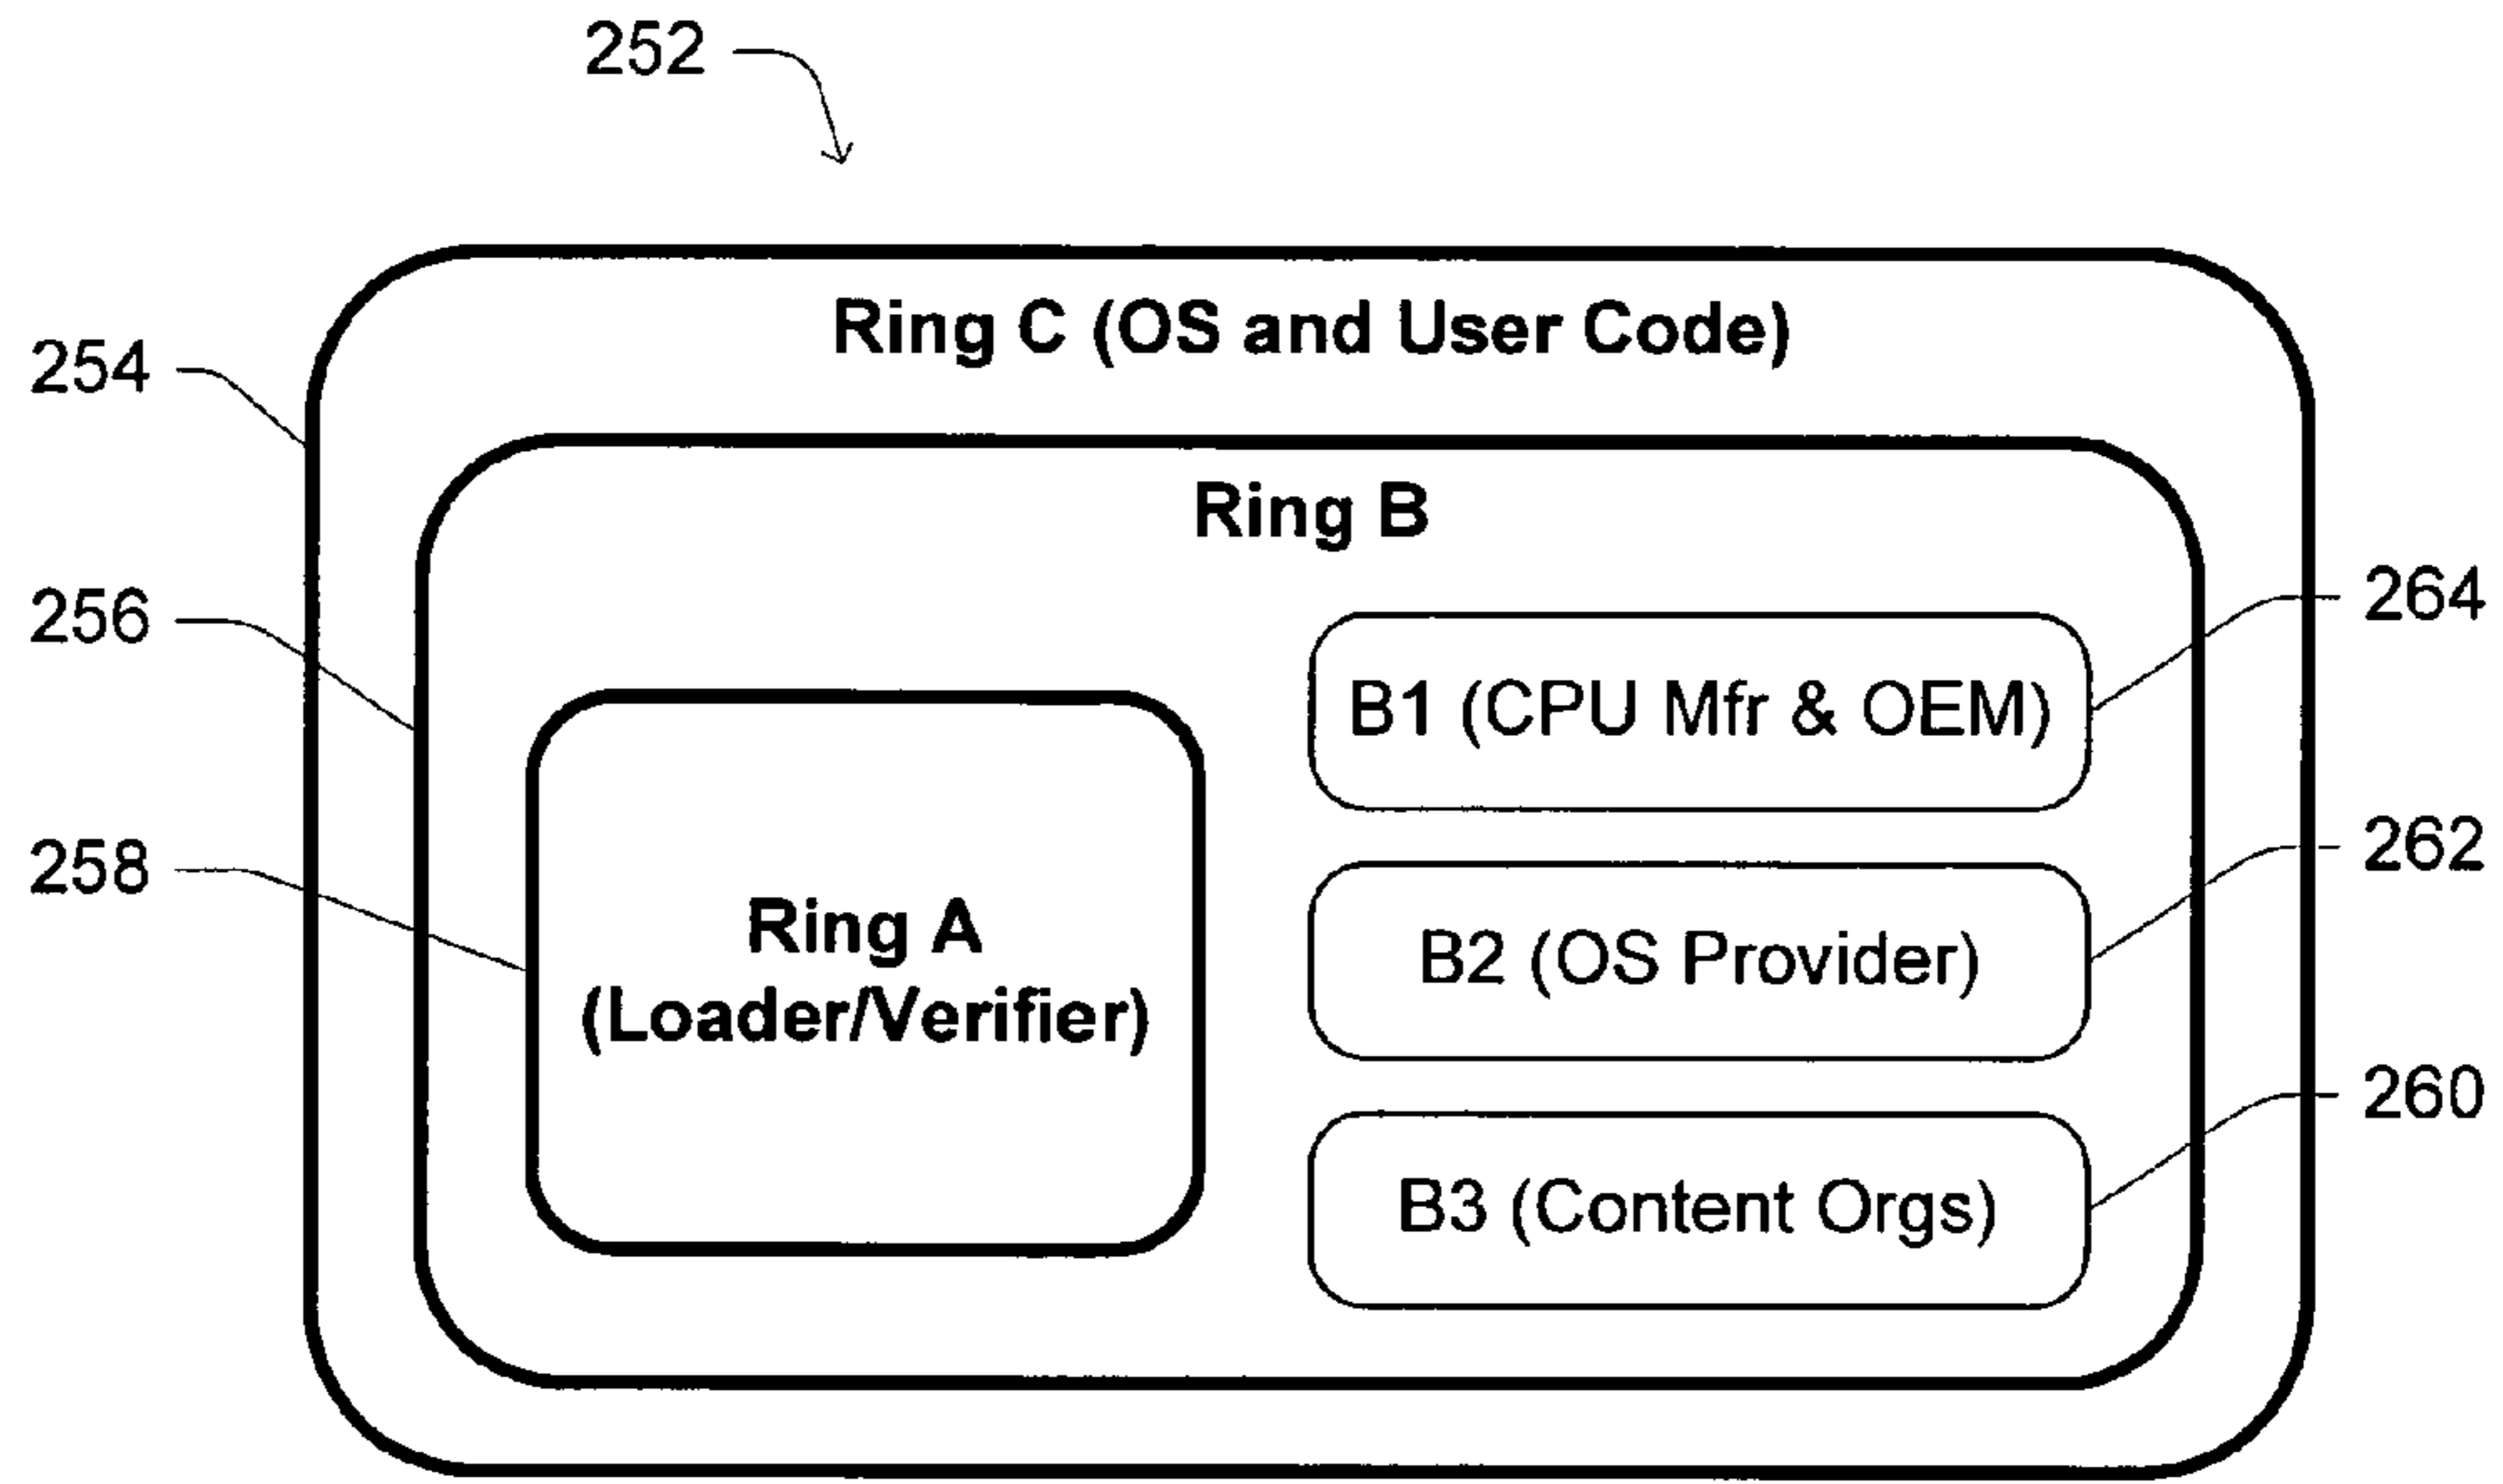 252
Ring C (OS and User Code)
254
Ring B
256
264
B1 (CPU Mfr & OEM)
258
262
Ring A
(Loader/Verifier)
B2 (OS Provider)
260
B3 (Content Orgs)